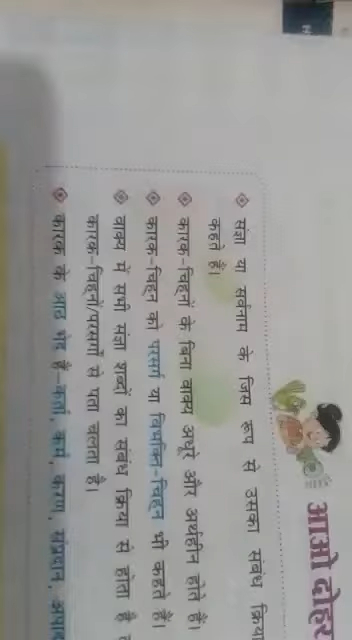 आओ दोहर
संज्ञा या सर्वनाम के जिस रूप से उसका संबंध क्रिया
कहते हैं।
कारक-चिह्नों के बिना वाक्य अधूरे और अर्थहीन होते हैं।
कारक-चिह्न को परसर्ग या विभक्ति-चिह्न भी कहते हैं।
वाक्य में सभी संज्ञा शब्दों का संबंध क्रिया से होता है
कारक-चिह्नों/परसर्गों से पता चलता है।
कारक के आठ भेद हैं—कर्ता, कर्म, करण, संप्रदान, अपाद